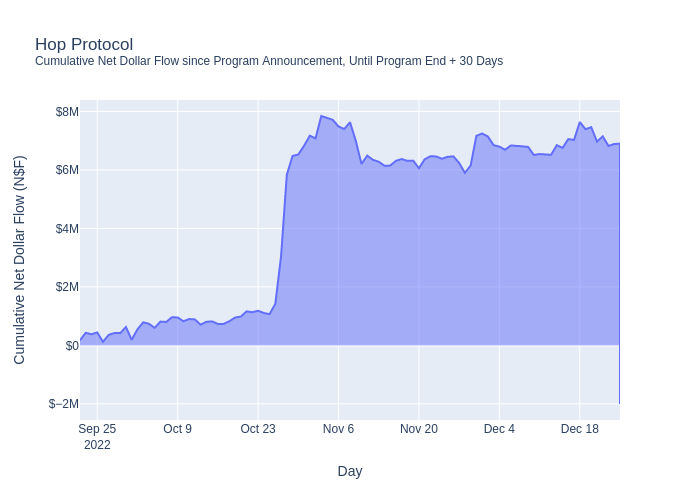 Hop Protocol
Cumulative Net Dollar Flow since Program Announcement, Until Program End + 30 Days
Cumulative Net Dollar Flow (N$F)
$8M
$6M
$4M
$2M
$0
$−2M
Sep 25
2022
Oct 9
Oct 23
Nov 6
Nov 20
Dec 4
Dec 18
Day